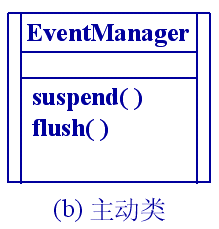 EventManager
suspend( )
flush( )
(b) 主动类